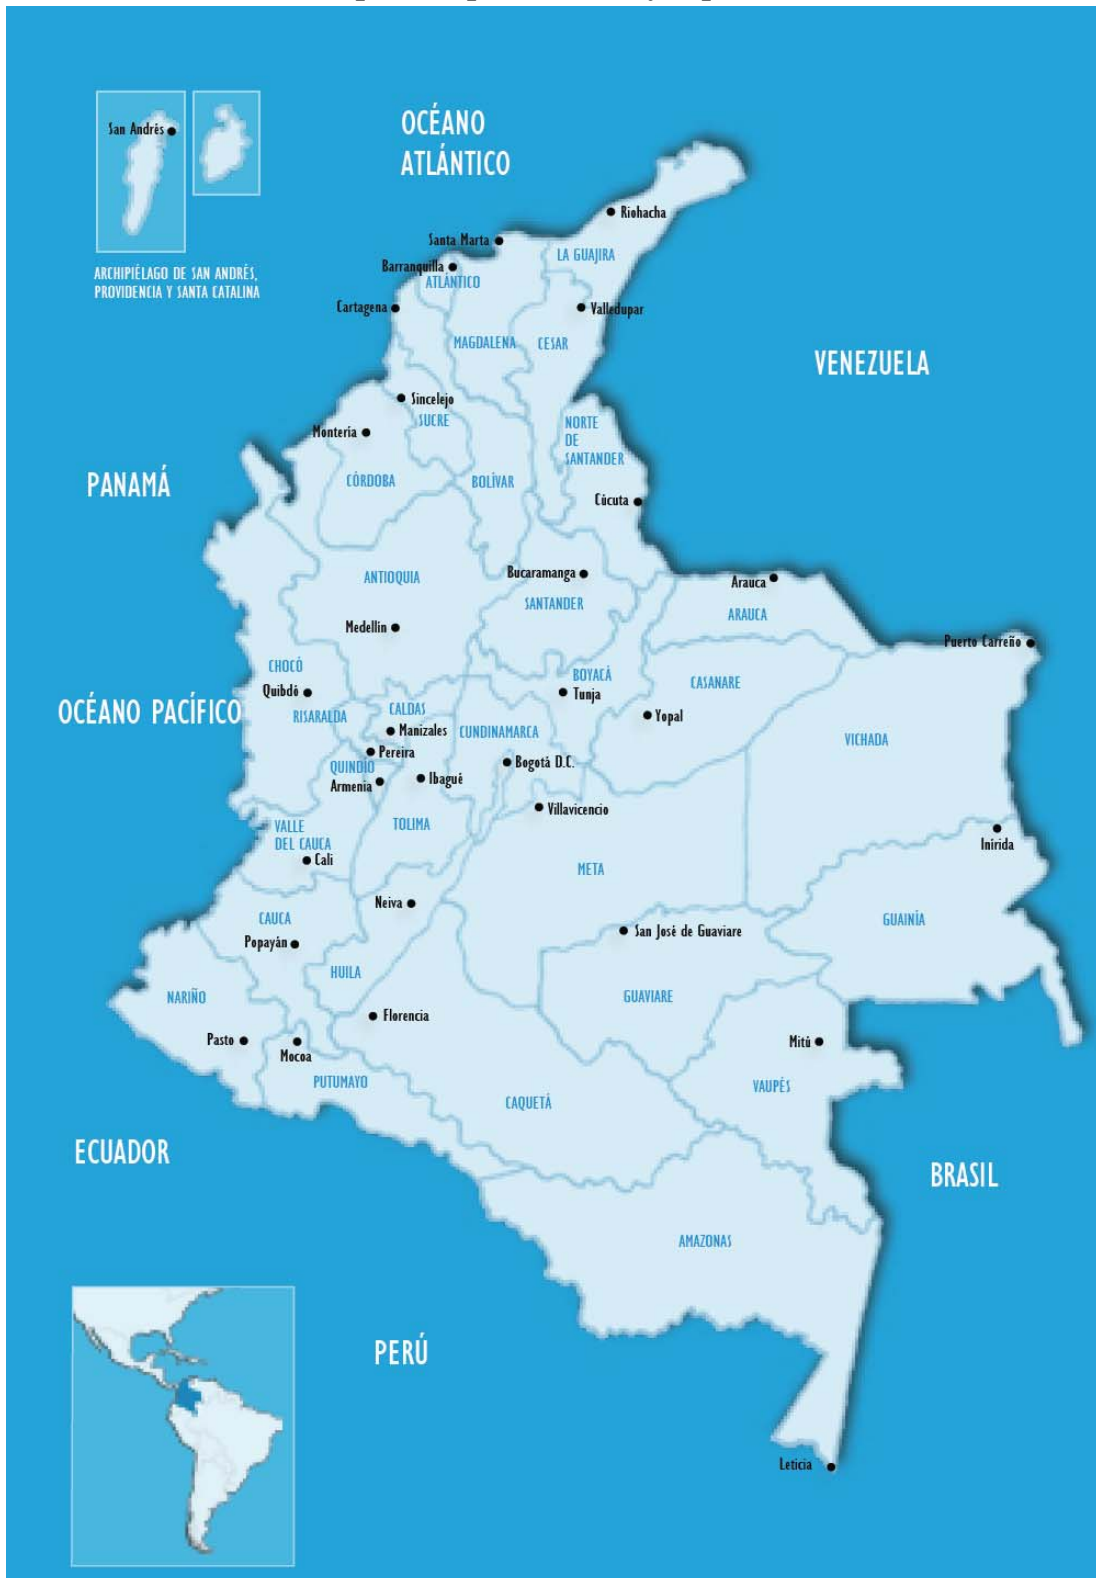 San Andrés
ARCHIPIÉLAGO DE SAN ANDRÉS,
PROVIDENCIA Y SANTA CATALINA
OCÉANO
ATLÁNTICO
Riohacha
Santa Marta
LA GUAJIRA
Barranquilla
ATLÁNTICO
Cartagena
Valledupar
MAGDALENA
CESAR
VENEZUELA
Sincelejo
SUCRE
Montería
NORTE
DE
SANTANDER
PANAMÁ
CÓRDOBA
BOLÍVAR
Cúcuta
ANTIOQUIA
Bucaramanga
Arauca
SANTANDER
ARAUCA
Medellín
Puerto Carreño
CHOCÓ
BOYACÁ
CASANARE
Quibdó
Tunja
OCÉANO PACÍFICO
RISARALDA
CALDAS
Yopal
Manizales
CUNDINAMARCA
VICHADA
Pereira
QUINDÍO
Bogotá D.C.
Armenia
Ibagué
Villavicencio
VALLE
DEL CAUCA
TOLIMA
Cali
Inírida
META
Neiva
CAUCA
GUAINÍA
Popayán
San José de Guaviare
HUILA
NARIÑO
GUAVIARE
Florencia
Pasto
Mocoa
Mitú
PUTUMAYO
VAUPÉS
CAQUETÁ
ECUADOR
BRASIL
AMAZONAS
PERÚ
Leticia